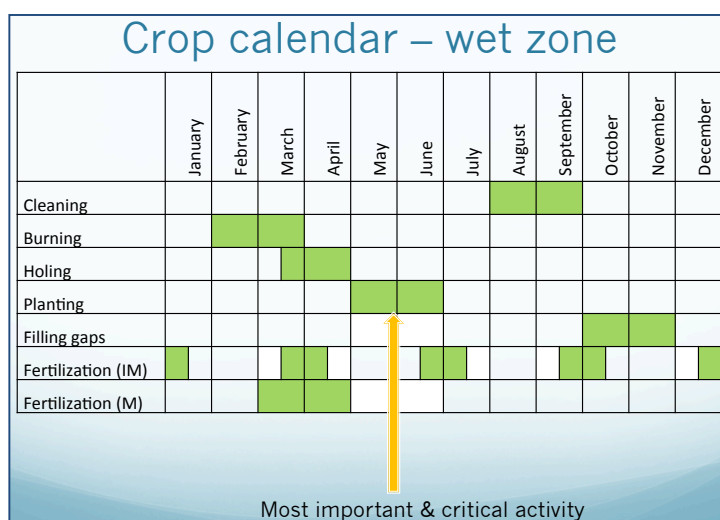 Crop calendar – wet zone
January
February
March
April
May
June
July
August
September
October
November
December
Cleaning
Burning
Holing
Planting
Filling gaps
Fertilization (IM)
Fertilization (M)
Most important & critical activity